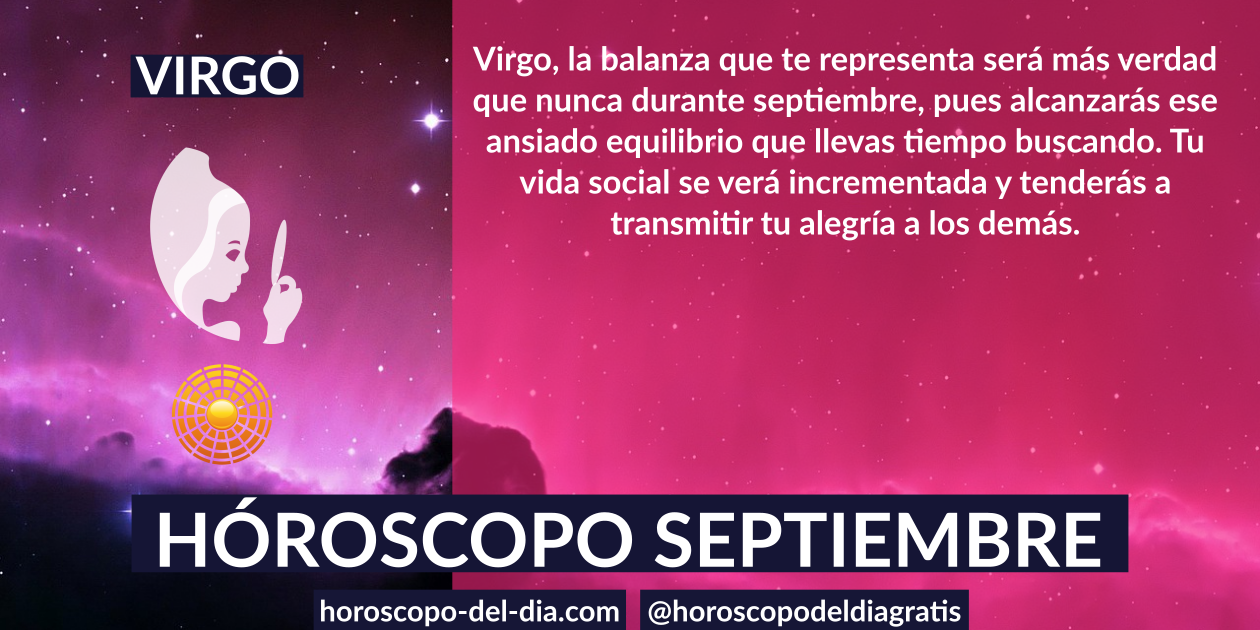 VIRGO
Virgo, la balanza que te representa será más verdad
que nunca durante septiembre, pues alcanzarás ese
ansiado equilibrio que llevas tiempo buscando. Tu
vida social se verá incrementada y tenderás a
transmitir tu alegría a los demás.
HÓROSCOPO SEPTIEMBRE
horoscopo-del-dia.com
@horoscopodeldiagratis